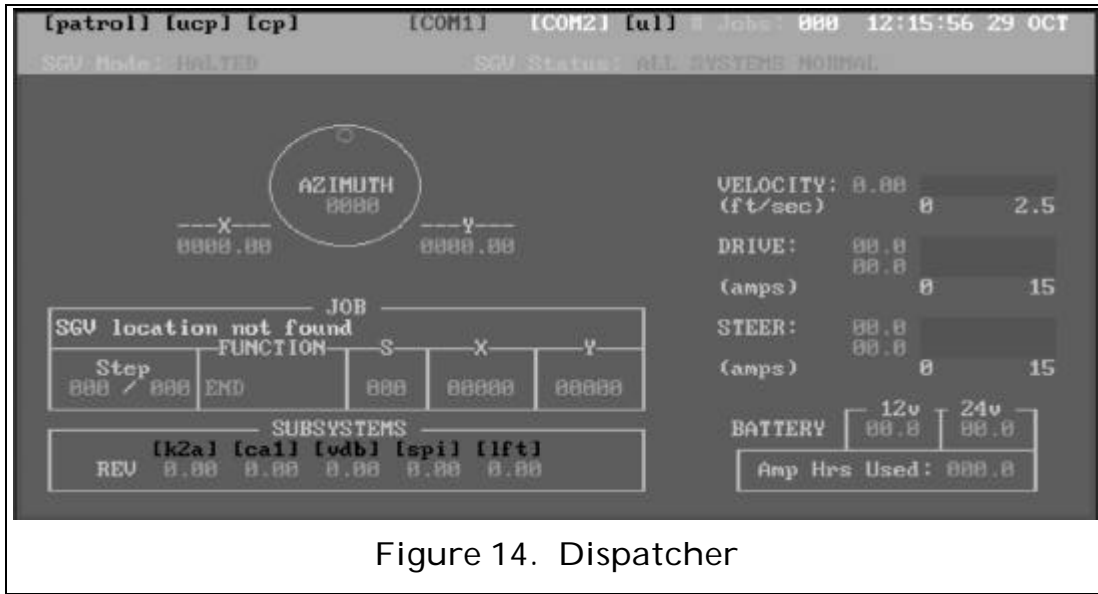 [patrol] [ucp] [cp] [COM1] [COM2] [ul] # Jobs: 000 12:15:56 29 OCT
SGV Mode: HALTED SGV Status: ALL SYSTEMS NORMAL
AZIMUTH
0000
---X--- ---Y---
0000.00 0000.00
VELOCITY: 0.00
(ft/sec) 0 2.5
DRIVE: 00.0
00.0
(amps) 0 15
JOB
SGV location not found
FUNCTION S X Y
Step
000 / 000 END 000 00000 00000
STEER: 00.0
00.0
(amps) 0 15
SUBSYSTEMS
[k2a] [ca1] [vdb] [spi] [lft]
REV 0.00 0.00 0.00 0.00 0.00
12v 24v
BATTERY 00.0 00.0
Amp Hrs Used: 000.0
Figure 14. Dispatcher